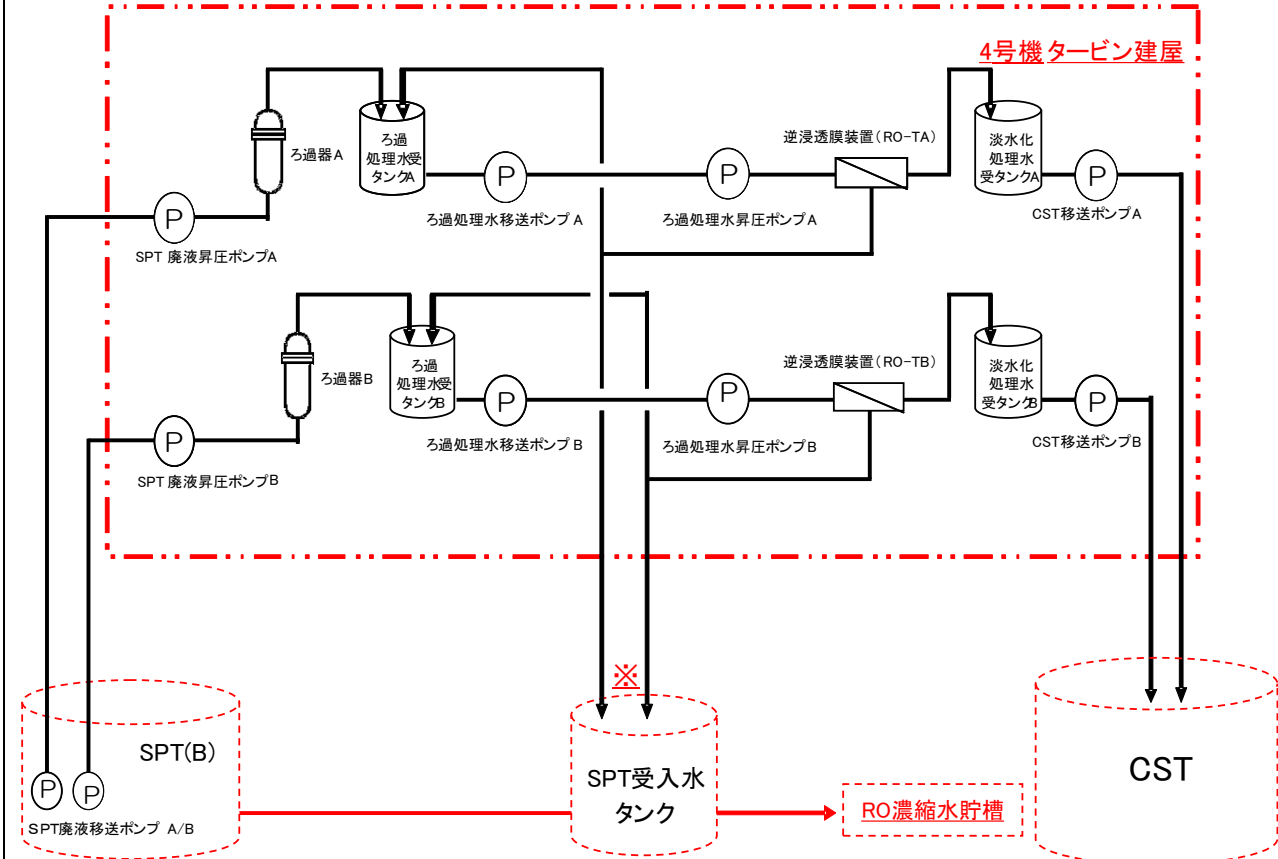 4号機 タービン建屋
ろ過器A
ろ過
処理水受
タンクA
逆浸透膜装置(RO-TA)
淡水化
処理水
受タンクA
P
P
P
P
SPT 廃液昇圧ポンプA
ろ過処理水移送ポンプ A
ろ過処理水昇圧ポンプ A
CST移送ポンプA
ろ過器B
ろ過
処理水受
タンクB
逆浸透膜装置(RO-TB)
淡水化
処理水
受タンクB
P
P
P
P
SPT 廃液昇圧ポンプB
ろ過処理水移送ポンプ B
ろ過処理水昇圧ポンプB
CST移送ポンプB
※
SPT(B)
P
P
SPT廃液移送ポンプ A/B
SPT受入水
タンク
RO濃縮水貯槽
CST